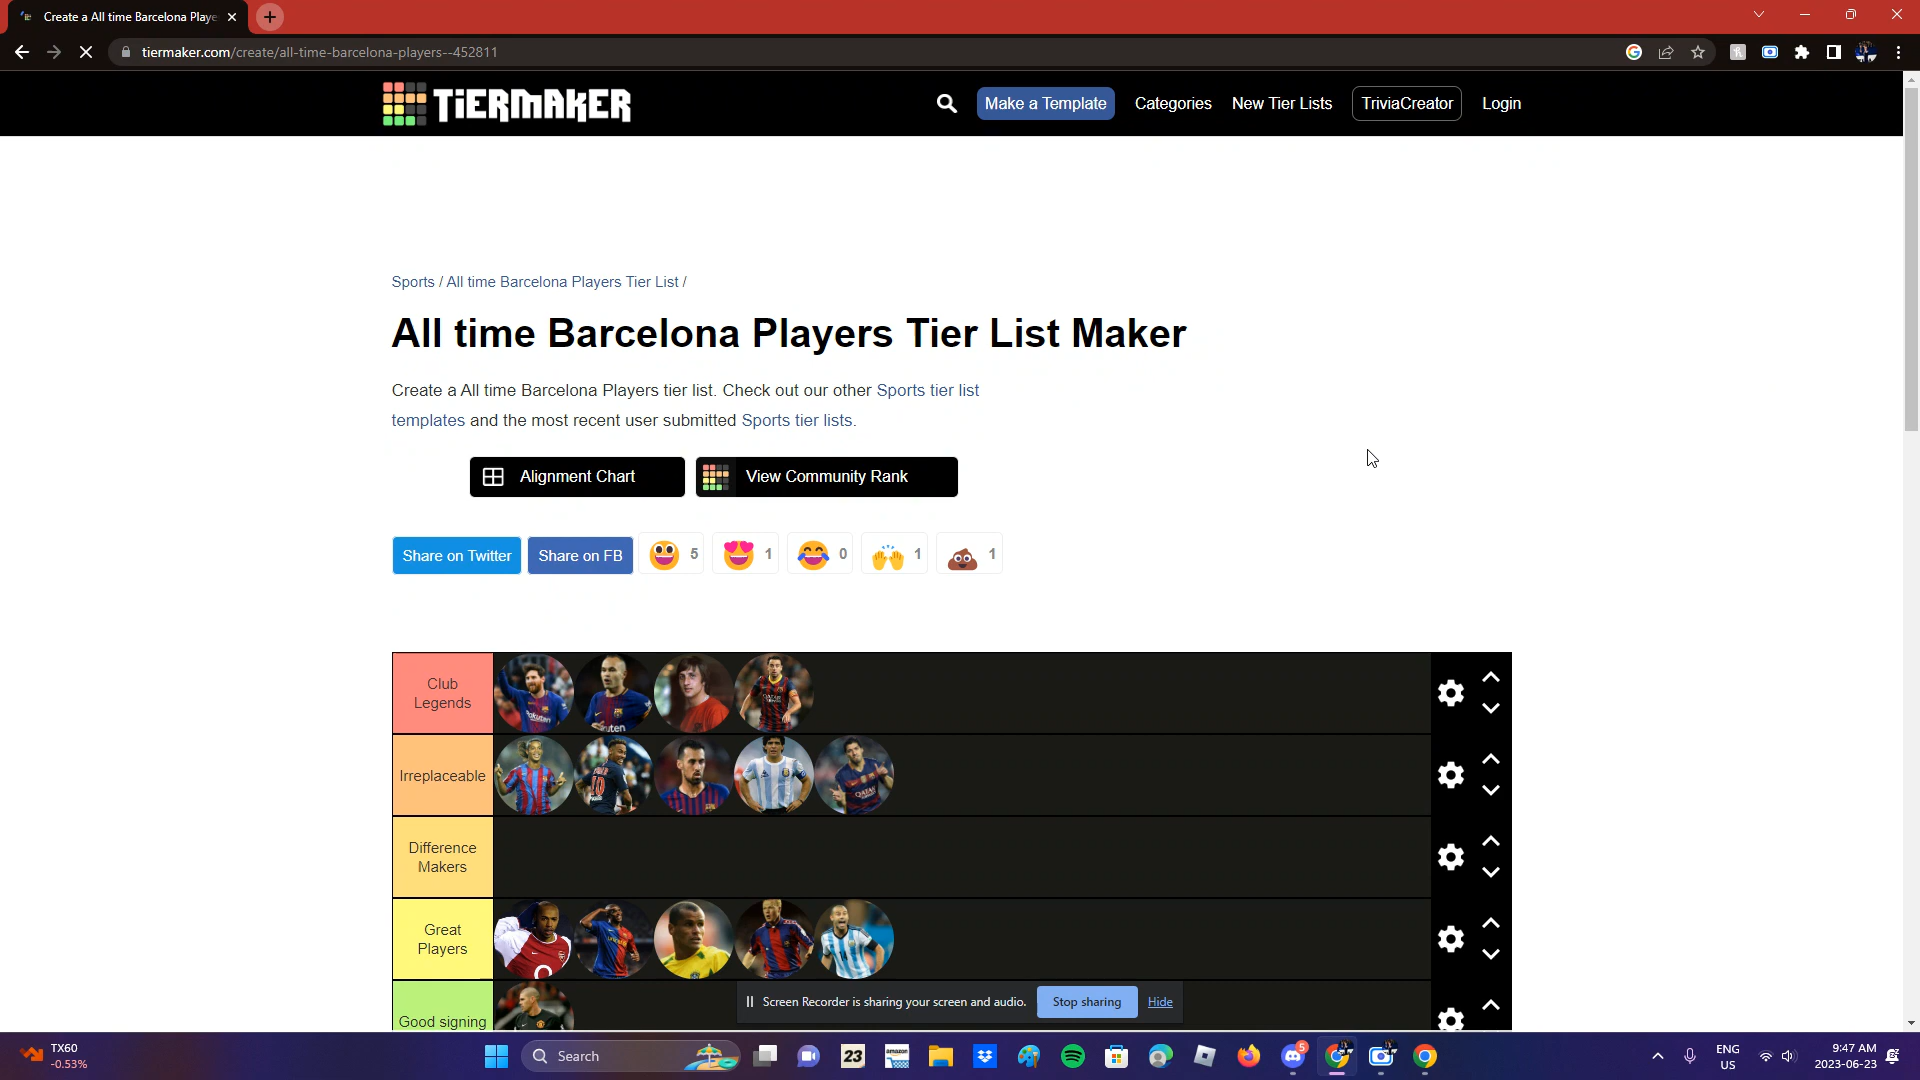 Create a All time Barcelona Playe
tiermaker.com/create/all-time-barcelona-players--452811
TiERMAKER
Make a Template
Categories
New Tier Lists
TriviaCreator
Login
Sports / All time Barcelona Players Tier List /
All time Barcelona Players Tier List Maker
Create a All time Barcelona Players tier list. Check out our other Sports tier list
templates and the most recent user submitted Sports tier lists.
Alignment Chart
View Community Rank
Share on Twitter
Share on FB
5
1
0
1
1
Club
Legends
Irreplaceable
Difference
Makers
Great
Players
Good signing
Screen Recorder is sharing your screen and audio.
Stop sharing
Hide
TX60
-0.53%
Search
23
amazon
5
ENG
US
9:47 AM
2023-06-23